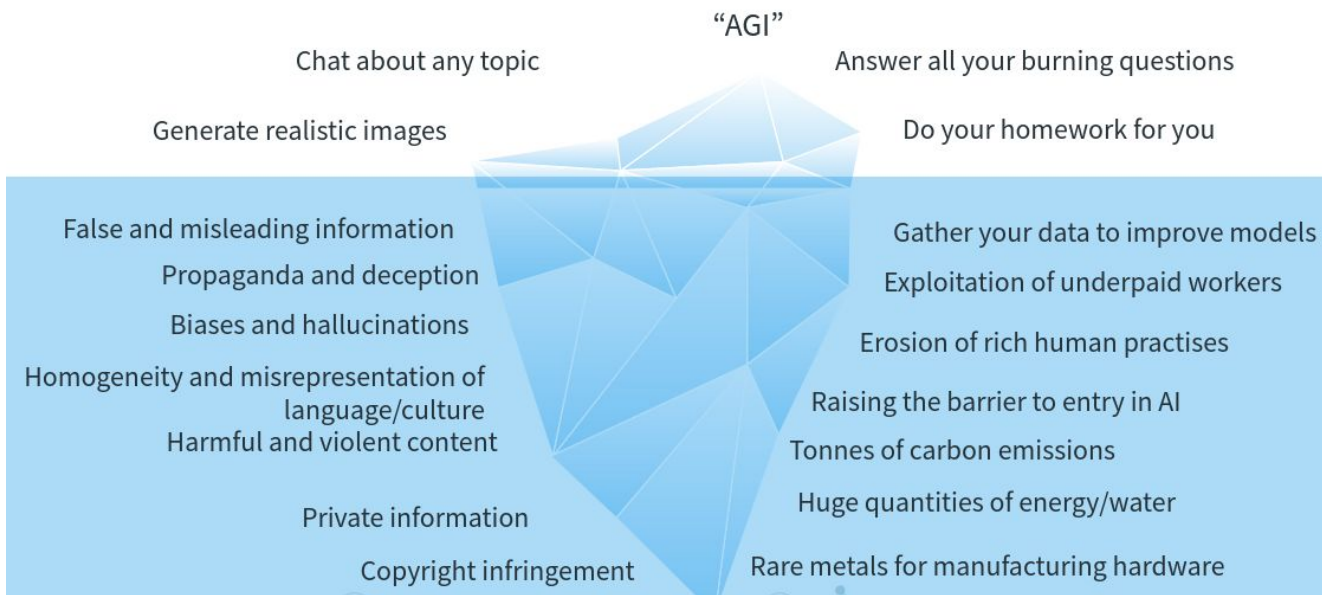 “AGI”
Chat about any topic
Answer all your burning questions
Generate realistic images
Do your homework for you
False and misleading information
Propaganda and deception
Biases and hallucinations
Homogeneity and misrepresentation of
language/culture
Harmful and violent content
Private information
Copyright infringement
Gather your data to improve models
Exploitation of underpaid workers
Erosion of rich human practises
Raising the barrier to entry in AI
Tonnes of carbon emissions
Huge quantities of energy/water
Rare metals for manufacturing hardware